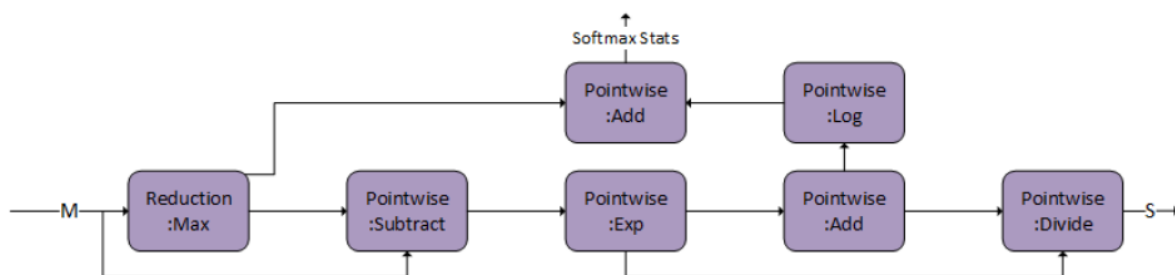 Softmax Stats
Pointwise
:Add
Pointwise
:Log
M
Reduction
:Max
Pointwise
:Subtract
Pointwise
:Exp
Pointwise
:Add
Pointwise
:Divide
S